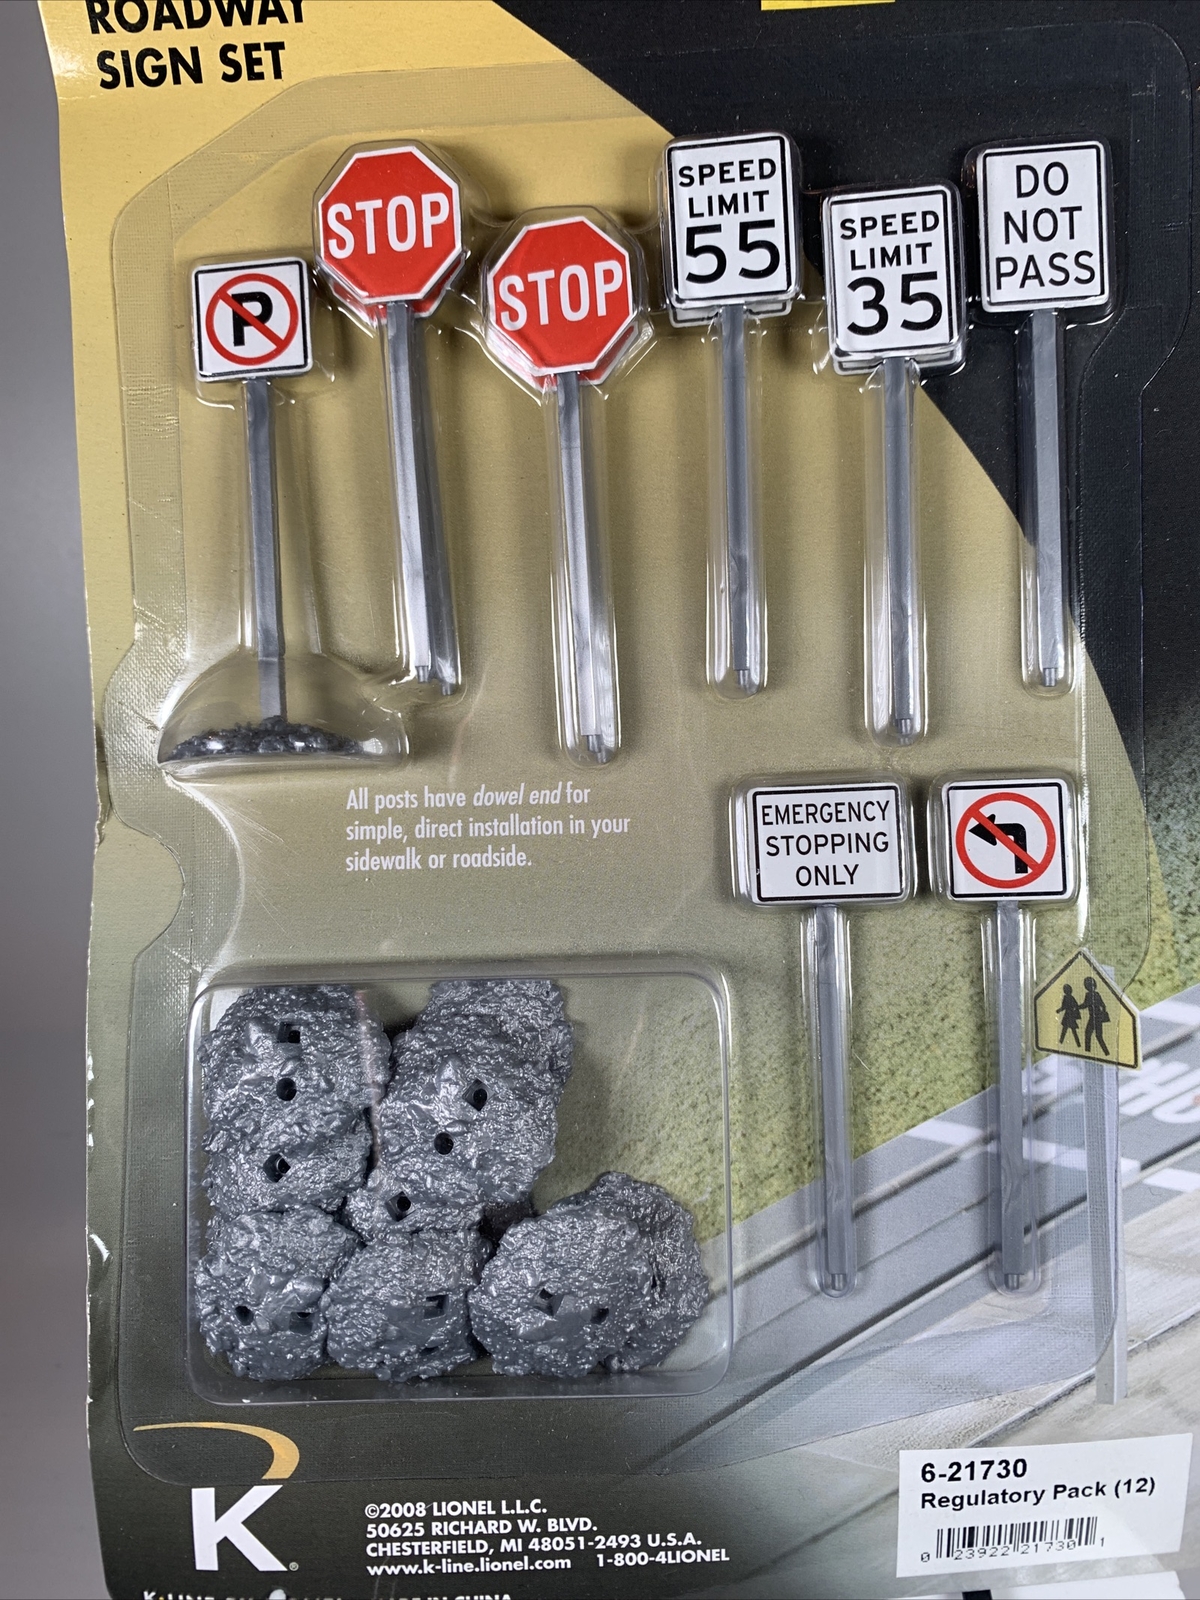 ROADWAY
SIGN SET
P
STOP
STOP
SPEED
LIMIT
55
SPEED
LIMIT
35
DO
NOT
PASS
All posts have dowel end for
simple, direct installation in your
sidewalk or roadside.
EMERGENCY
STOPPING
ONLY
K
©2008 LIONEL L.L.C.
50625 RICHARD W. BLVD.
CHESTERFIELD, MI 48051-2493 U.S.A.
www.k-line.lionel.com 1-800-4LIONEL
6-21730
Regulatory Pack (12)
0 23922 21730 1